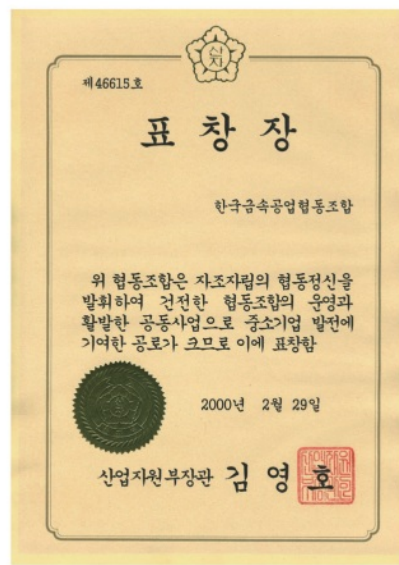 산자
제46615호
표창장
한국금속공업협동조합
위 협동조합은 자조자립의 협동정신을
발휘하여 건전한 협동조합의 운영과
활발한 공동사업으로 중소기업 발전에
기여한 공로가 크므로 이에 표창함
2000년 2월 29일
산업자원부장관 김영호